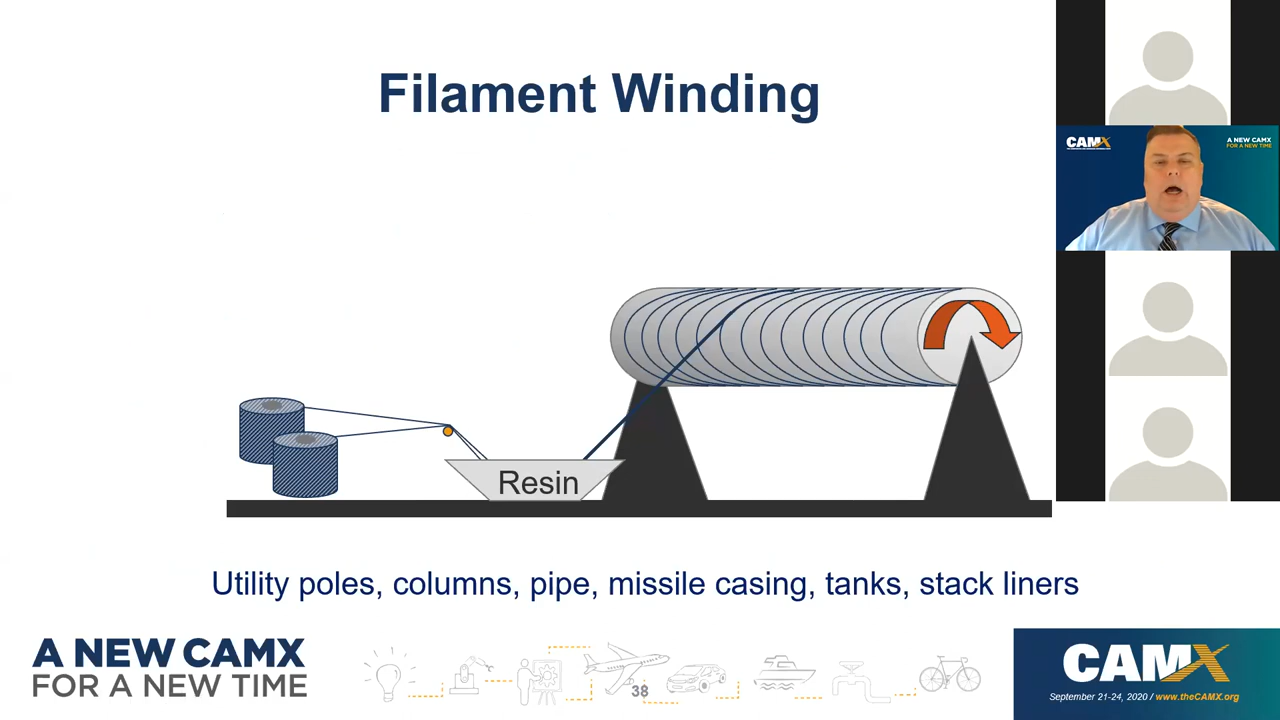 Filament Winding
CAMX
A NEW CAMX
FOR A NEW TIME
Resin
Utility poles, columns, pipe, missile casing, tanks, stack liners
A NEW CAMX
FOR A NEW TIME
38
CAMX
September 21-24, 2020 / www.theCAMX.org